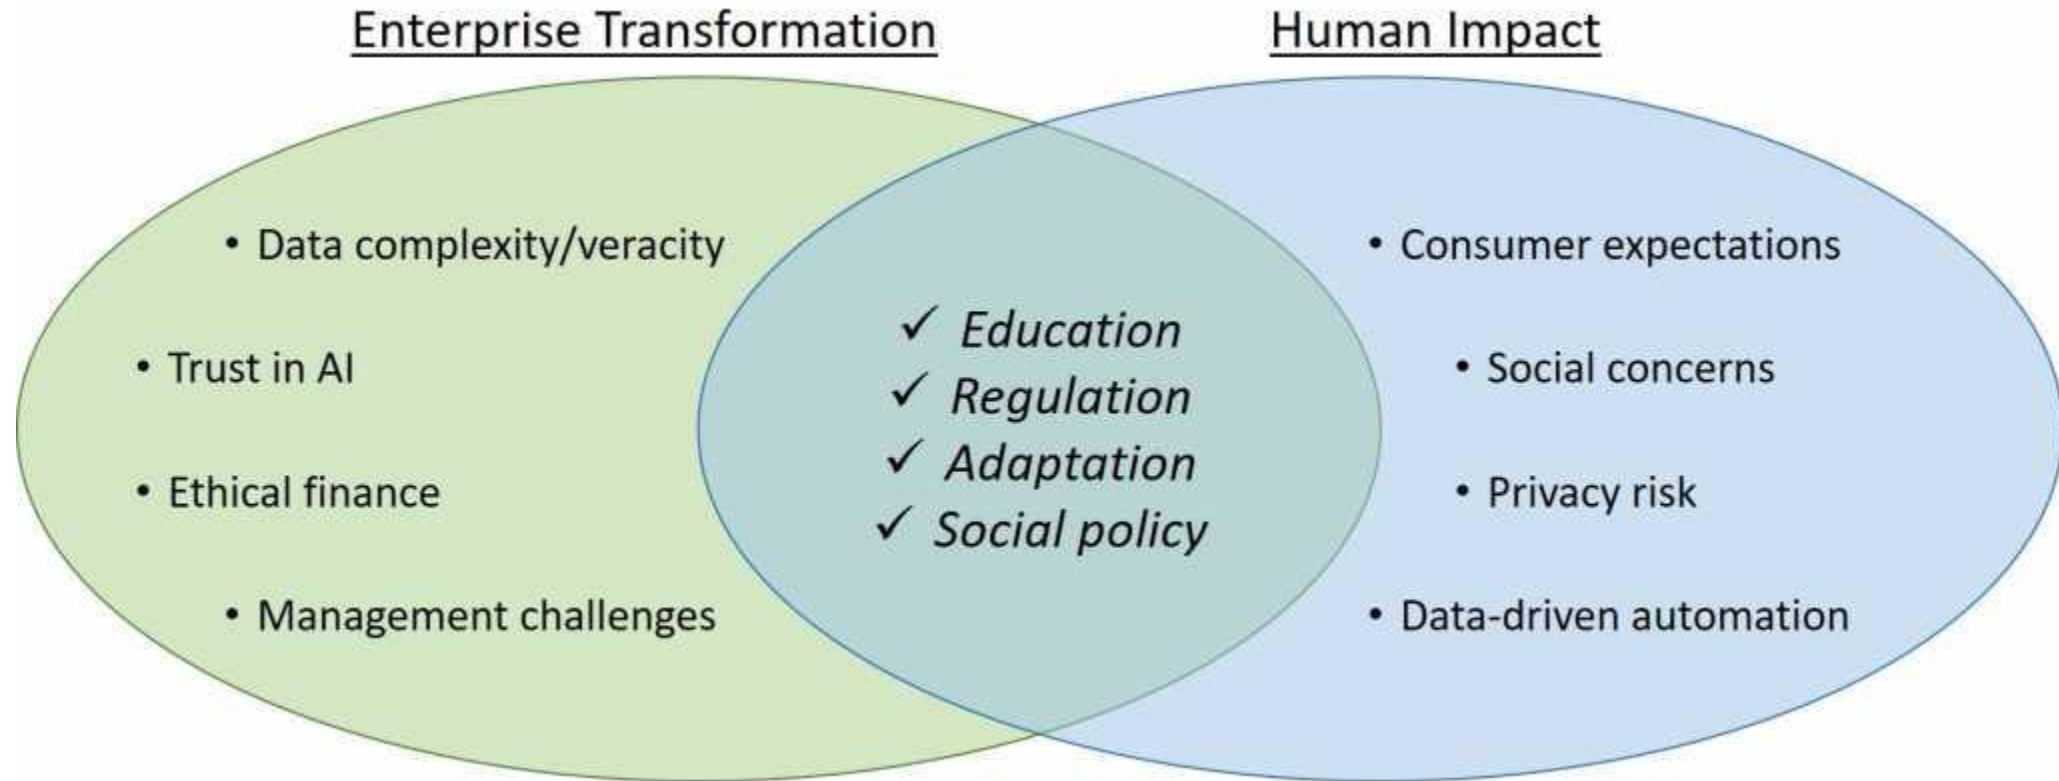 Enterprise Transformation
Human Impact
• Data complexity/veracity
• Trust in AI
• Ethical finance
• Management challenges
✓ Education
✓ Regulation
✓ Adaptation
✓ Social policy
• Consumer expectations
• Social concerns
• Privacy risk
• Data-driven automation